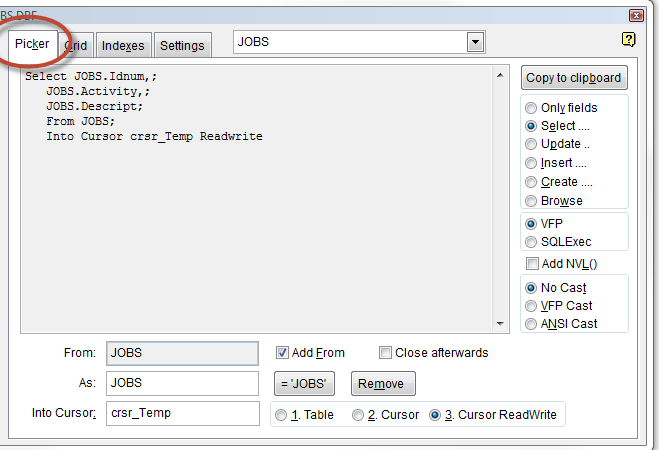 BS.DBF
Picker
Grid
Indexes
Settings
JOBS
?
Select JOBS.Idnum,;
JOBS.Activity,;
JOBS.Descript;
From JOBS;
Into Cursor crsr_Temp Readwrite
Copy to clipboard
Only fields
Select ....
Update ..
Insert ....
Create ....
Browse
VFP
SQLExec
Add NVL()
No Cast
VFP Cast
ANSI Cast
From: JOBS
Add From
Close afterwards
As: JOBS
= 'JOBS'
Remove
Into Cursor: crsr_Temp
1. Table
2. Cursor
3. Cursor ReadWrite